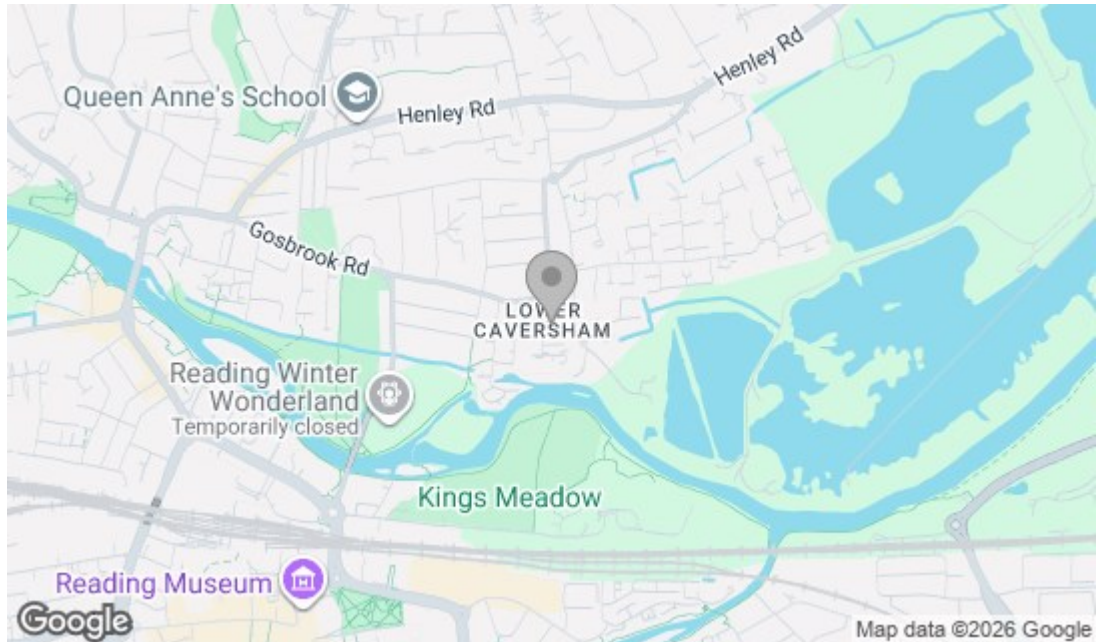 Henley Rd
Queen Anne's School
Henley Rd
Gosbrook Rd
LOWER
CAVERSHAM
Reading Winter
Wonderland
Temporarily closed
Kings Meadow
Reading Museum
Google
Map data ©2026 Google